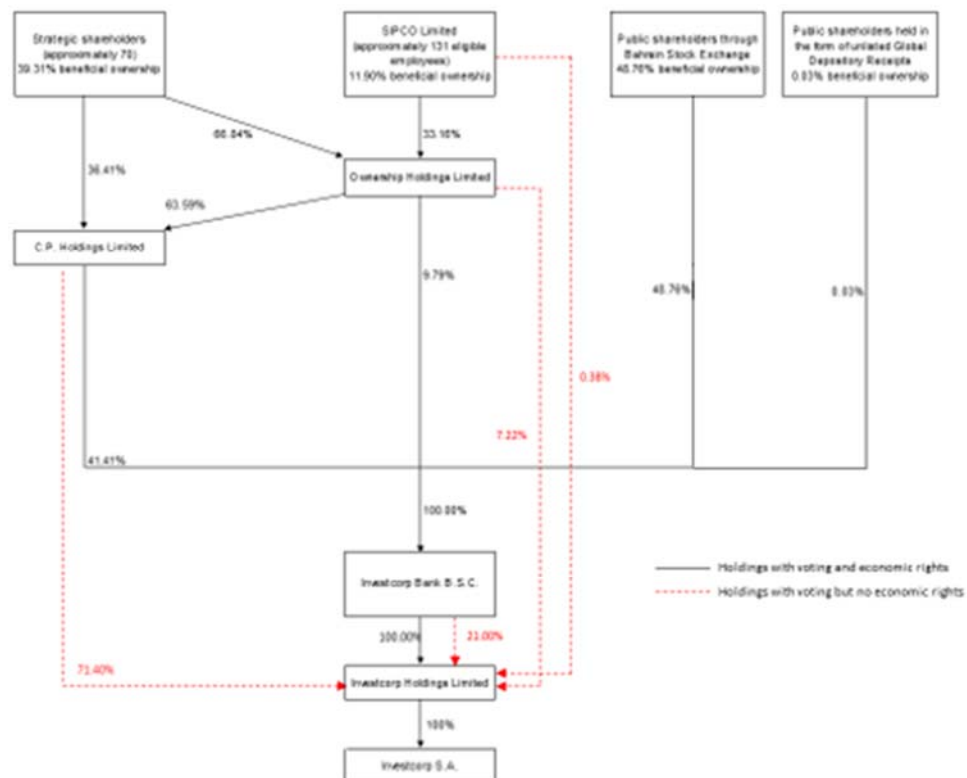 Strategic shareholders
(approximately 70)
39.31% beneficial ownership
SIPCO Limited
(approximately 131 eligible
employees)
11.90% beneficial ownership
Public shareholders through
Bahrain Stock Exchange
48.76% beneficial ownership
Public shareholders held in
the form of unlisted Global
Depository Receipts
0.03% beneficial ownership
66.84%
33.16%
36.41%
Ownership Holdings Limited
63.59%
C.P. Holdings Limited
9.79%
48.76%
0.03%
0.38%
7.22%
41.41%
100.00%
Investcorp Bank B.S.C.
Holdings with voting and economic rights
Holdings with voting but no economic rights
100.00%
21.00%
71.40%
Investcorp Holdings Limited
100%
Investcorp S.A.